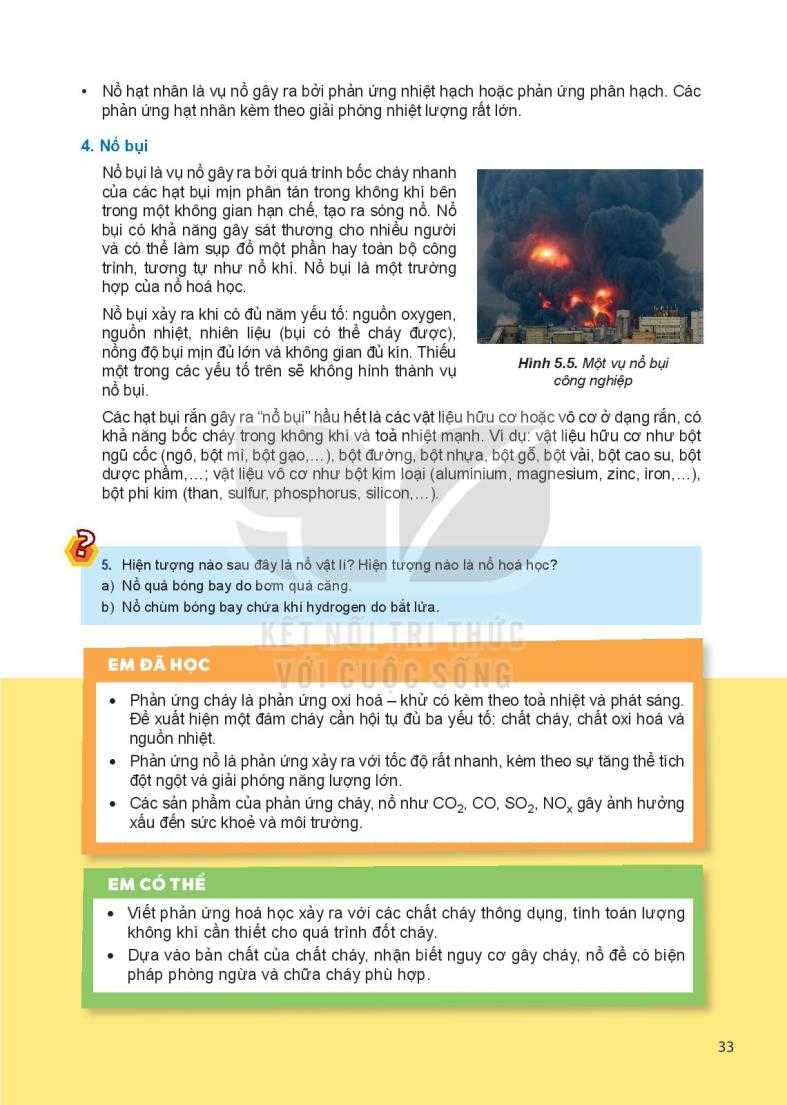 • Nổ hạt nhân là vụ nổ gây ra bởi phản ứng nhiệt hạch hoặc phản ứng phân hạch. Các
phản ứng hạt nhân kèm theo giải phóng nhiệt lượng rất lớn.
4. Nổ bụi
Nổ bụi là vụ nổ gây ra bởi quá trình bốc cháy nhanh
của các hạt bụi mịn phân tán trong không khí bên
trong một không gian hạn chế, tạo ra sóng nổ. Nổ
bụi có khả năng gây sát thương cho nhiều người
và có thể làm sụp đổ một phần hay toàn bộ công
trình, tương tự như nổ khí. Nổ bụi là một trường
hợp của nổ hoá học.
Nổ bụi xảy ra khi có đủ năm yếu tố: nguồn oxygen,
nguồn nhiệt, nhiên liệu (bụi có thể cháy được),
nồng độ bụi mịn đủ lớn và không gian đủ kín. Thiếu
một trong các yếu tố trên sẽ không hình thành vụ
nổ bụi.
Hình 5.5. Một vụ nổ bụi
công nghiệp
Các hạt bụi rắn gây ra “nổ bụi” hầu hết là các vật liệu hữu cơ hoặc vô cơ ở dạng rắn, có
khả năng bốc cháy trong không khí và toả nhiệt mạnh. Ví dụ: vật liệu hữu cơ như bột
ngũ cốc (ngô, bột mì, bột gạo,…), bột đường, bột nhựa, bột gỗ, bột vải, bột cao su, bột
dược phẩm,…; vật liệu vô cơ như bột kim loại (aluminium, magnesium, zinc, iron,…),
bột phi kim (than, sulfur, phosphorus, silicon,…).
?
5. Hiện tượng nào sau đây là nổ vật lí? Hiện tượng nào là nổ hoá học?
a) Nổ quả bóng bay do bơm quá căng.
b) Nổ chùm bóng bay chứa khí hydrogen do bắt lửa.
KẾT NỐI TRI THỨC
VỚI CUỘC SỐNG
EM ĐÃ HỌC
• Phản ứng cháy là phản ứng oxi hoá – khử có kèm theo toả nhiệt và phát sáng.
Để xuất hiện một đám cháy cần hội tụ đủ ba yếu tố: chất cháy, chất oxi hoá và
nguồn nhiệt.
• Phản ứng nổ là phản ứng xảy ra với tốc độ rất nhanh, kèm theo sự tăng thể tích
đột ngột và giải phóng năng lượng lớn.
• Các sản phẩm của phản ứng cháy, nổ như CO₂, CO, SO₂, NOₓ gây ảnh hưởng
xấu đến sức khoẻ và môi trường.
EM CÓ THỂ
• Viết phản ứng hoá học xảy ra với các chất cháy thông dụng, tính toán lượng
không khí cần thiết cho quá trình đốt cháy.
• Dựa vào bản chất của chất cháy, nhận biết nguy cơ gây cháy, nổ để có biện
pháp phòng ngừa và chữa cháy phù hợp.
33